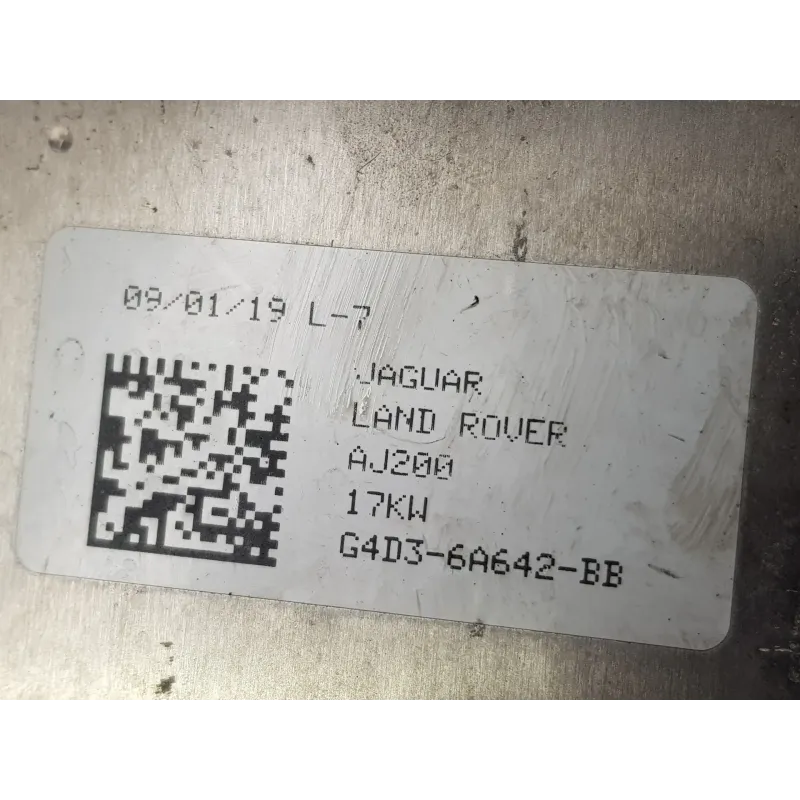 09/01/19 L-7
JAGUAR
LAND ROVER
AJ200
17KW
G4D3-6A642-BB